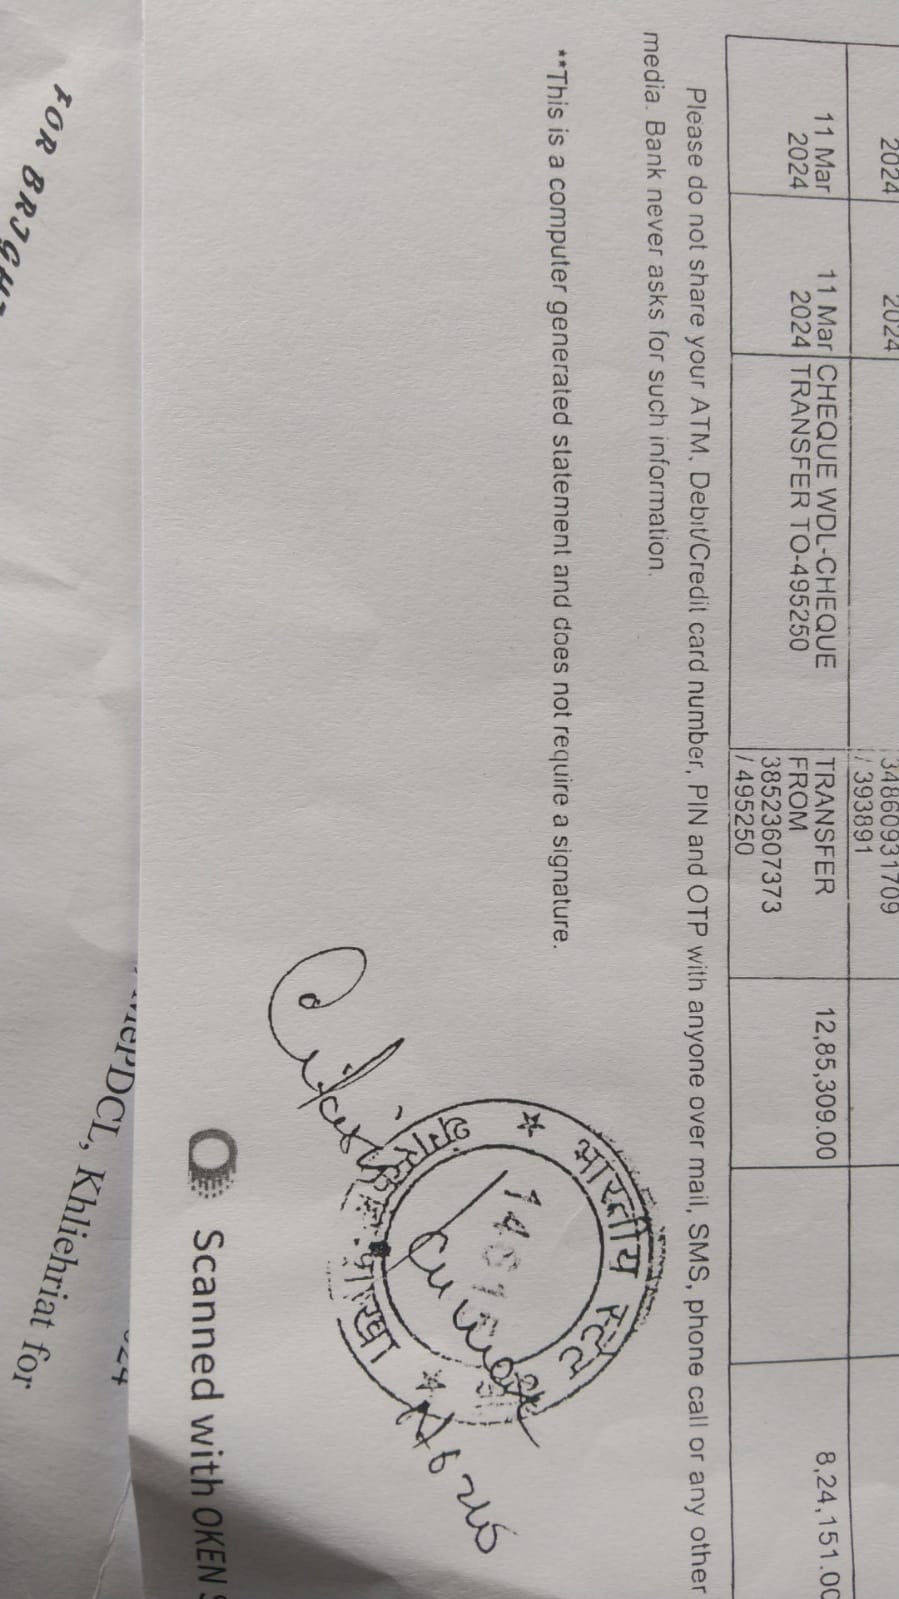 2024 2024 34860931709
/ 393891
11 Mar 11 Mar CHEQUE WDL-CHEQUE TRANSFER 12,85,309.00 8,24,151.00
2024 2024 TRANSFER TO-495250 FROM
38523607373
/ 495250
Please do not share your ATM, Debit/Credit card number, PIN and OTP with anyone over mail, SMS, phone call or any other
media. Bank never asks for such information.
**This is a computer generated statement and does not require a signature.
भारतीय स्टेट
शाखा
Scanned with OKEN
MePDCL, Khliehriat for
FOR BRIGHT